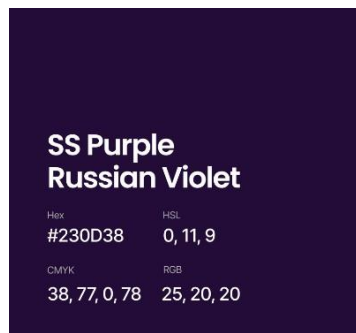 SS Purple
Russian Violet
Hex HSL
#230D38 0, 11, 9
CMYK RGB
38, 77, 0, 78 25, 20, 20